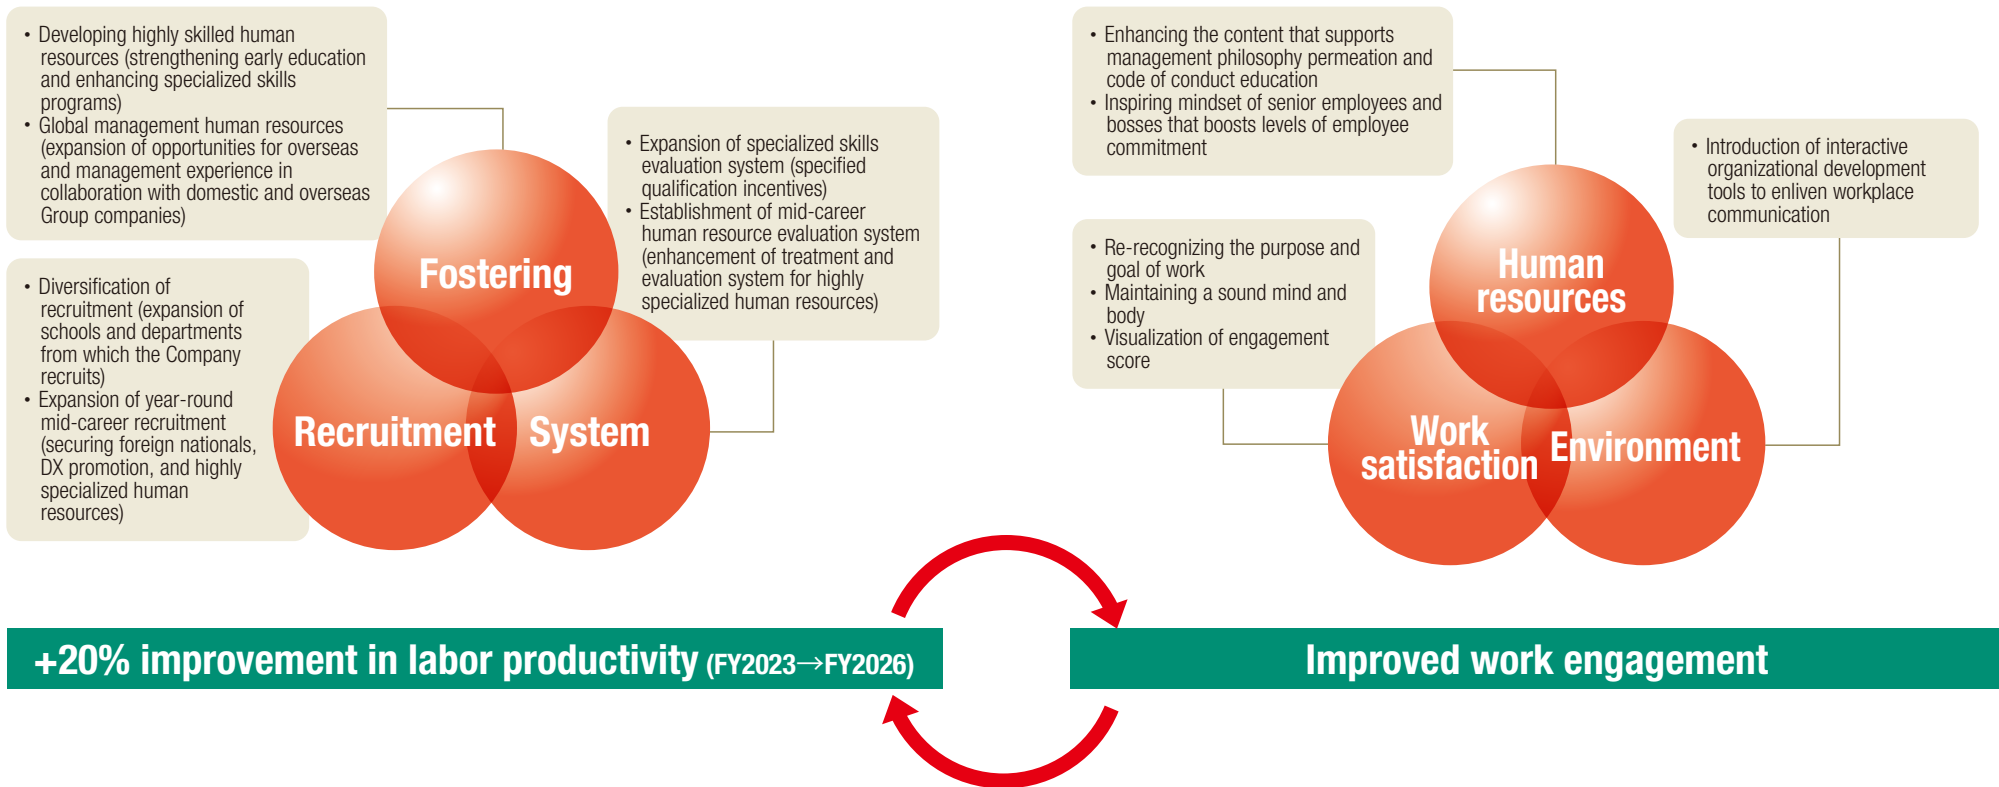 • Developing highly skilled human
resources (strengthening early education
and enhancing specialized skills
programs)
• Global management human resources
(expansion of opportunities for overseas
and management experience in
collaboration with domestic and overseas
Group companies)
• Expansion of specialized skills
evaluation system (specified
qualification incentives)
• Establishment of mid-career
human resource evaluation system
(enhancement of treatment and
evaluation system for highly
specialized human resources)
• Diversification of
recruitment (expansion of
schools and departments
from which the Company
recruits)
• Expansion of year-round
mid-career recruitment
(securing foreign nationals,
DX promotion, and highly
specialized human
resources)
Fostering
Recruitment
System
• Enhancing the content that supports
management philosophy permeation and
code of conduct education
• Inspiring mindset of senior employees and
bosses that boosts levels of employee
commitment
• Introduction of interactive
organizational development
tools to enliven workplace
communication
• Re-recognizing the purpose and
goal of work
• Maintaining a sound mind and
body
• Visualization of engagement
score
Human
resources
Work
satisfaction
Environment
+20% improvement in labor productivity (FY2023→FY2026)
Improved work engagement